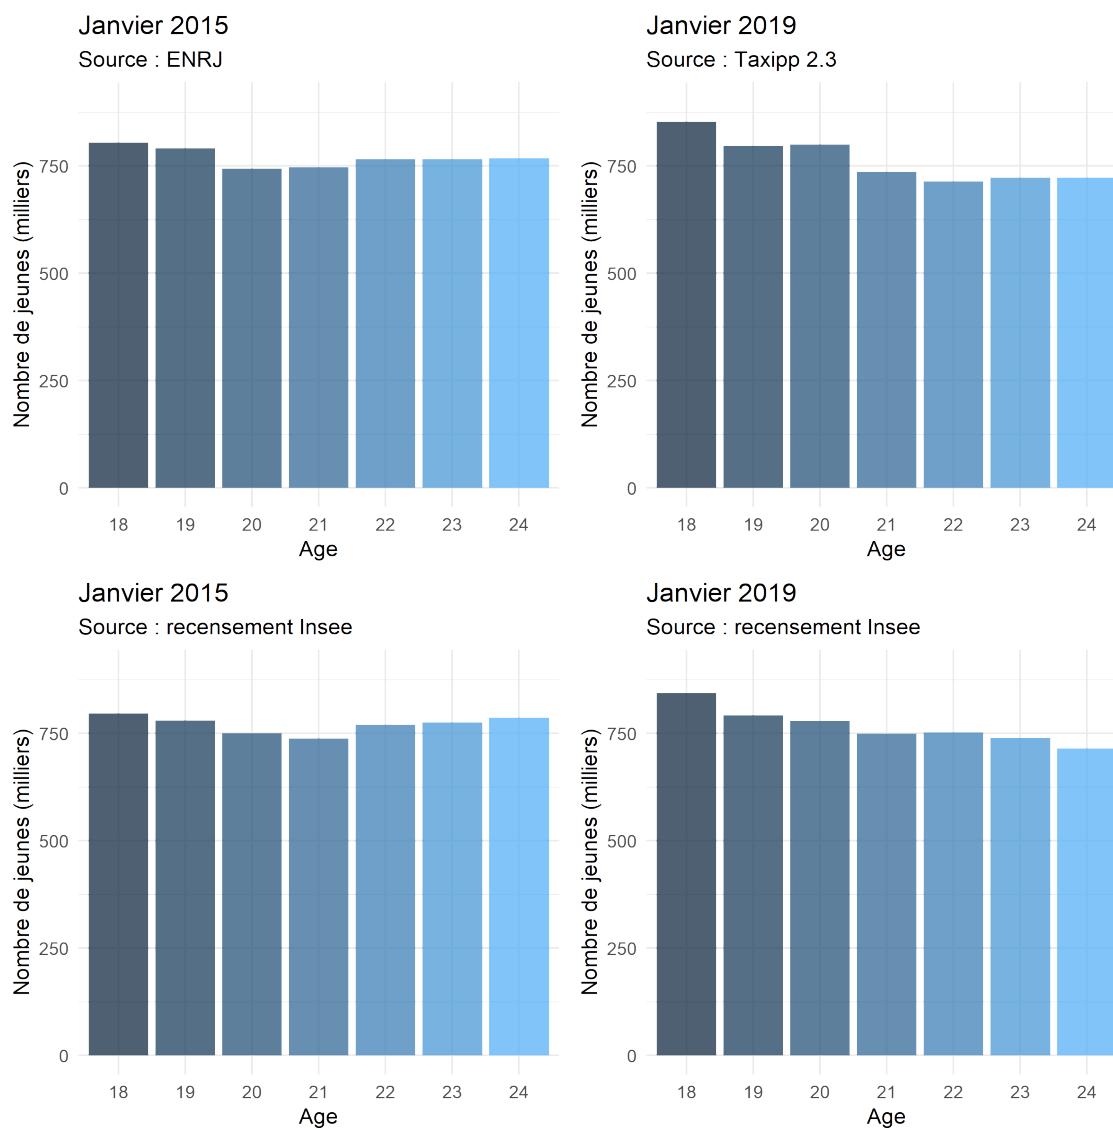 Janvier 2015
Source : ENRJ
Nombre de jeunes (milliers)
750
500
250
0
18 19 20 21 22 23 24
Age
Janvier 2019
Source : Taxipp 2.3
Nombre de jeunes (milliers)
750
500
250
0
18 19 20 21 22 23 24
Age
Janvier 2015
Source : recensement Insee
Nombre de jeunes (milliers)
750
500
250
0
18 19 20 21 22 23 24
Age
Janvier 2019
Source : recensement Insee
Nombre de jeunes (milliers)
750
500
250
0
18 19 20 21 22 23 24
Age